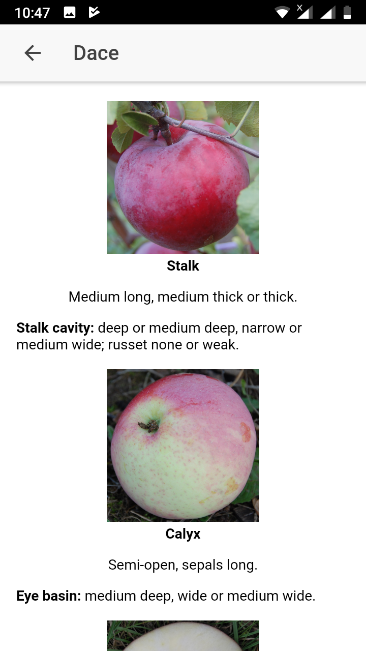 10:47
x
Dace
Stalk
Medium long, medium thick or thick.
Stalk cavity: deep or medium deep, narrow or
medium wide; russet none or weak.
Calyx
Semi-open, sepals long.
Eye basin: medium deep, wide or medium wide.